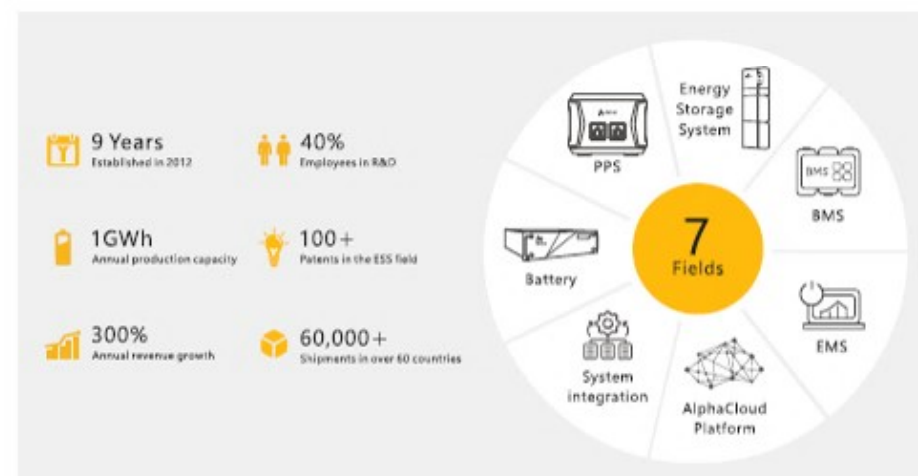 9 Years
Established in 2012
40%
Employees in R&D
1GWh
Annual production capacity
100+
Patents in the ESS field
300%
Annual revenue growth
60,000+
Shipments in over 60 countries
7
Fields
Energy
Storage
System
BMS
BMS
EMS
AlphaCloud
Platform
System
integration
Battery
PPS